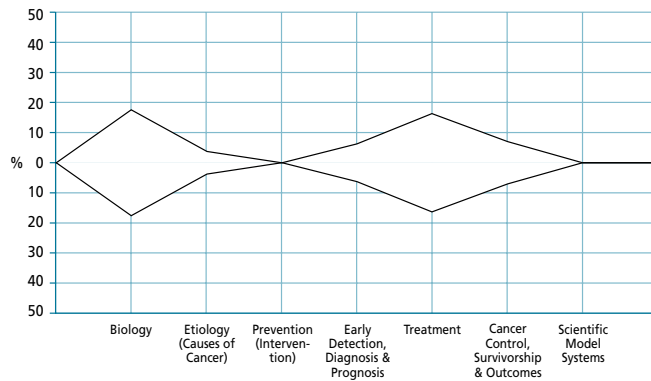 50
40
30
20
10
% 0
10
20
30
40
50
Biology
Etiology
(Causes of
Cancer)
Prevention
(Interven-
tion)
Early
Detection,
Diagnosis &
Prognosis
Treatment
Cancer
Control,
Survivorship
& Outcomes
Scientific
Model
Systems